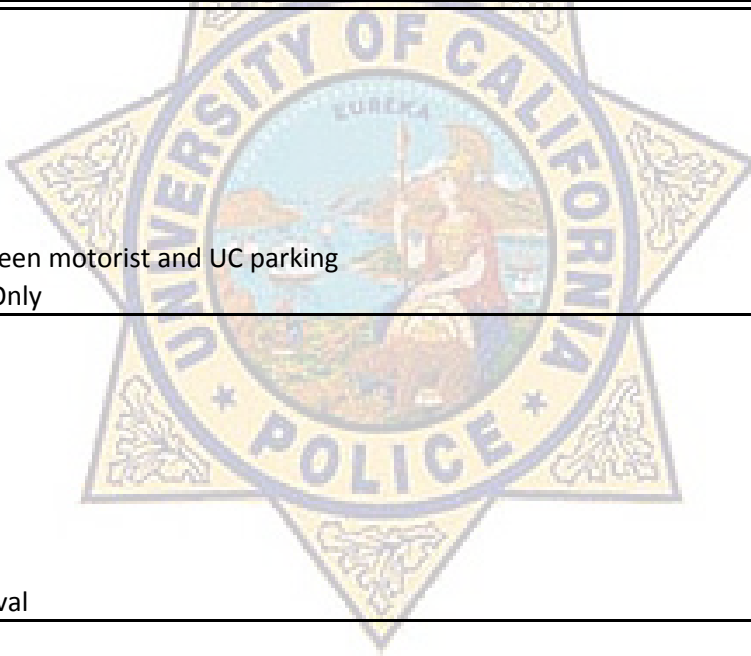 UNIVERSITY OF CALIFORNIA
EUREKA
een motorist and UC parking
Only
POLICE
val